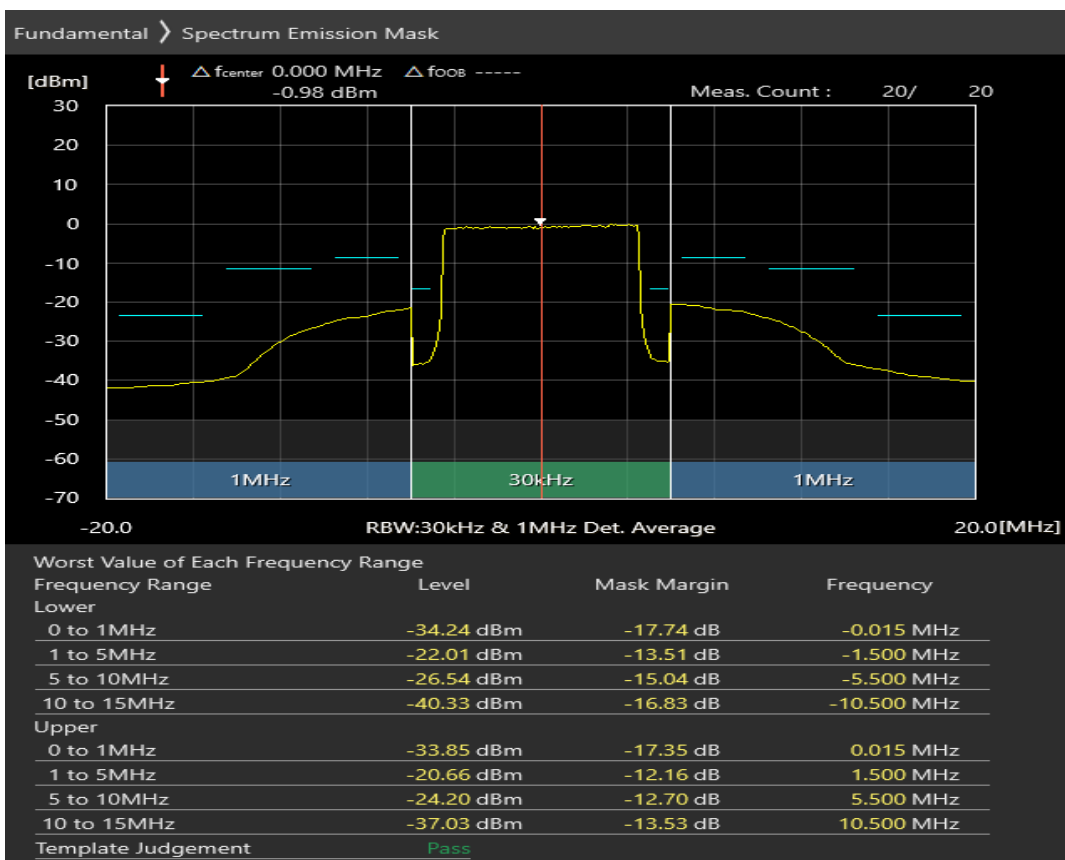 Fundamental ❯ Spectrum Emission Mask
[dBm] △ fcenter 0.000 MHz △ fOOB -----
-0.98 dBm Meas. Count : 20/ 20
30
20
10
0
-10
-20
-30
-40
-50
-60
1MHz 30kHz 1MHz
-70
-20.0 RBW:30kHz & 1MHz Det. Average 20.0[MHz]
Worst Value of Each Frequency Range
Frequency Range Level Mask Margin Frequency
Lower
0 to 1MHz -34.24 dBm -17.74 dB -0.015 MHz
1 to 5MHz -22.01 dBm -13.51 dB -1.500 MHz
5 to 10MHz -26.54 dBm -15.04 dB -5.500 MHz
10 to 15MHz -40.33 dBm -16.83 dB -10.500 MHz
Upper
0 to 1MHz -33.85 dBm -17.35 dB 0.015 MHz
1 to 5MHz -20.66 dBm -12.16 dB 1.500 MHz
5 to 10MHz -24.20 dBm -12.70 dB 5.500 MHz
10 to 15MHz -37.03 dBm -13.53 dB 10.500 MHz
Template Judgement Pass